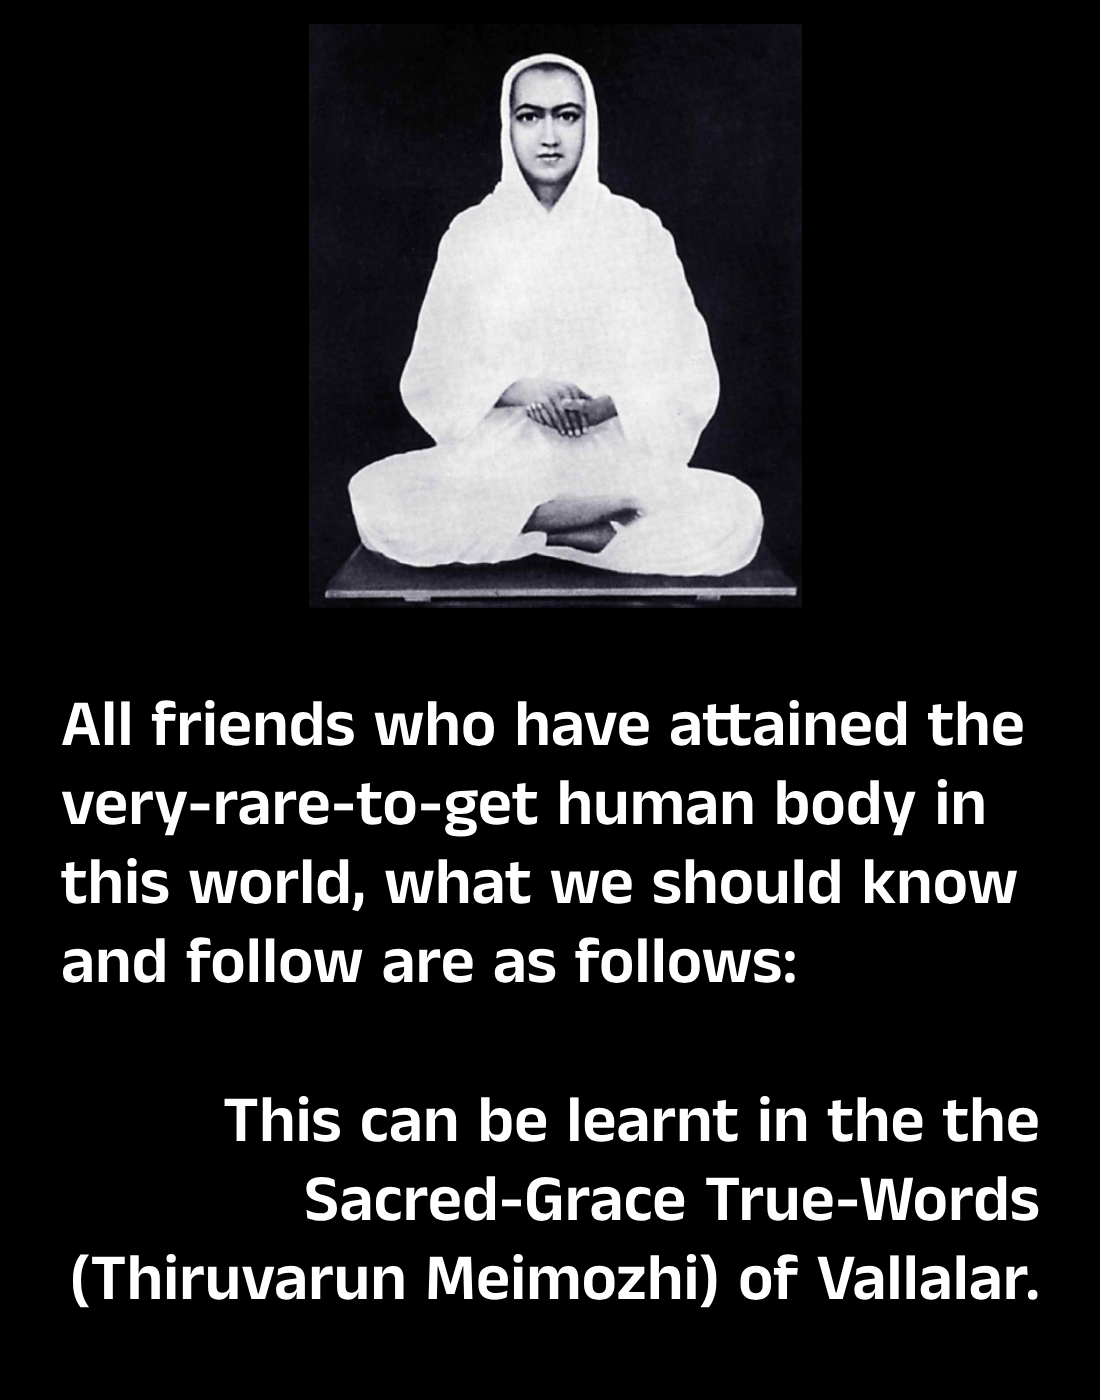 All friends who have attained the
very-rare-to-get human body in
this world, what we should know
and follow are as follows:
This can be learnt in the the
Sacred-Grace True-Words
(Thiruvarun Meimozhi) of Vallalar.